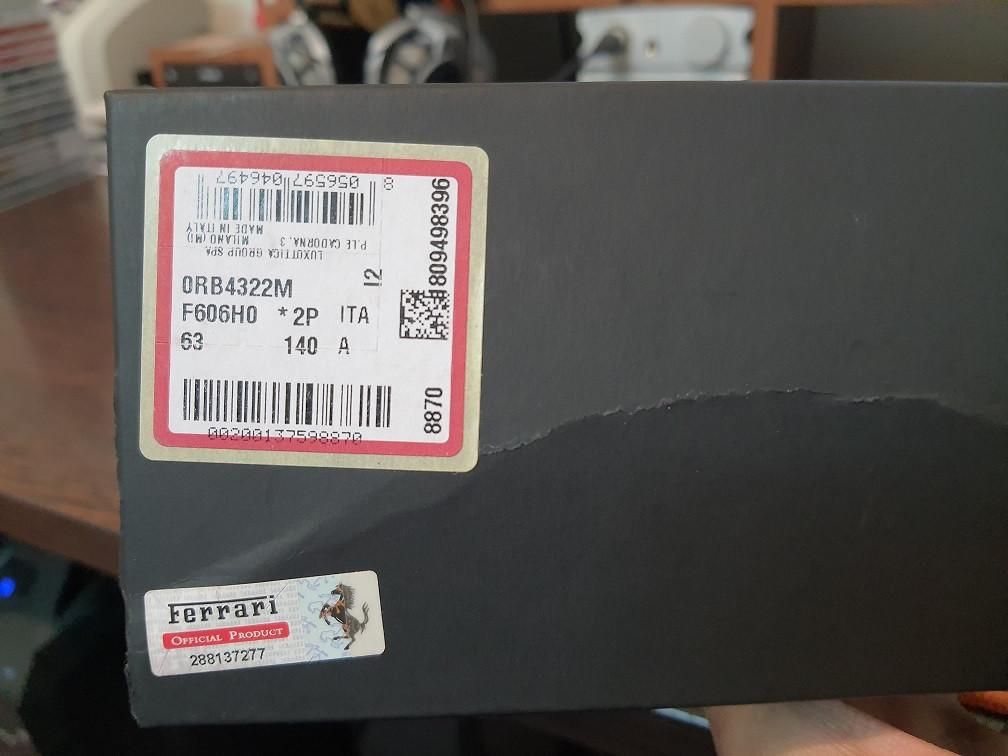 8 056597 046497
MADE IN ITALY
MILANO (MI)
P.LE CADORNA, 3
LUXOTTICA GROUP SPA
0RB4322M
I2
F606H0 * 2P ITA
63 140 A
1809498396
8870
00200137598870
Ferrari
OFFICIAL PRODUCT
288137277